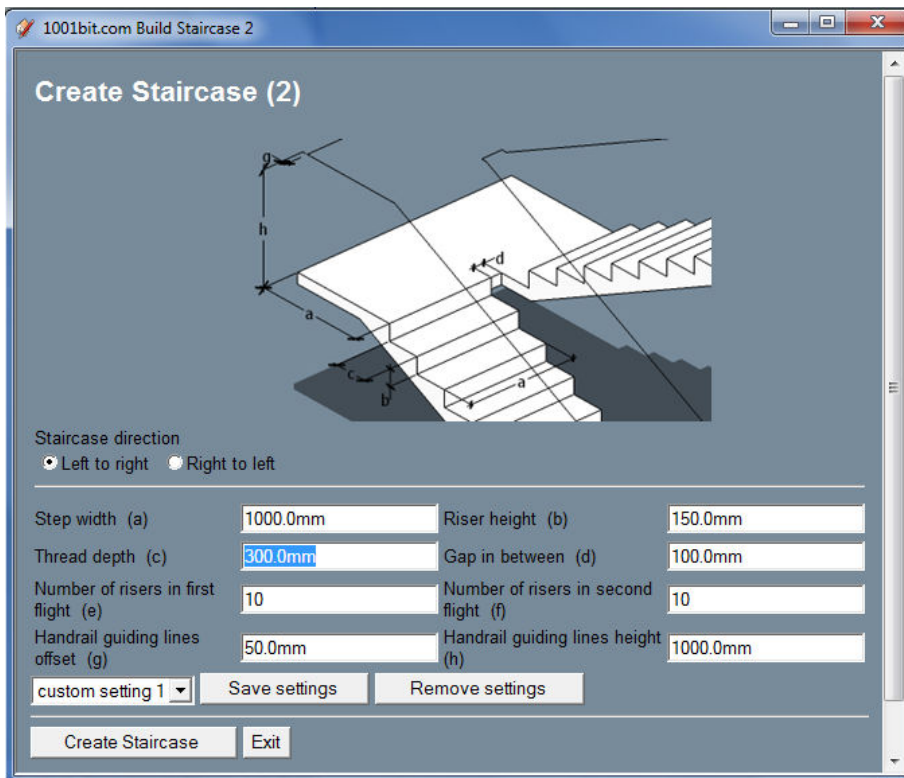 1001bit.com Build Staircase 2
Create Staircase (2)
g
h
d
a
c
a
b
Staircase direction
Left to right Right to left
Step width (a) 1000.0mm Riser height (b) 150.0mm
Thread depth (c) 300.0mm Gap in between (d) 100.0mm
Number of risers in first flight (e) 10 Number of risers in second flight (f) 10
Handrail guiding lines offset (g) 50.0mm Handrail guiding lines height (h) 1000.0mm
custom setting 1 Save settings Remove settings
Create Staircase Exit